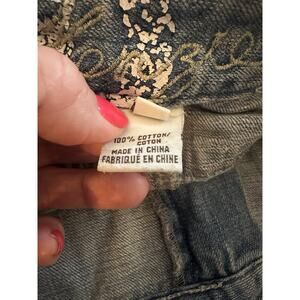 100% COTTON/
COTON
MADE IN CHINA
FABRIQUÉ EN CHINE